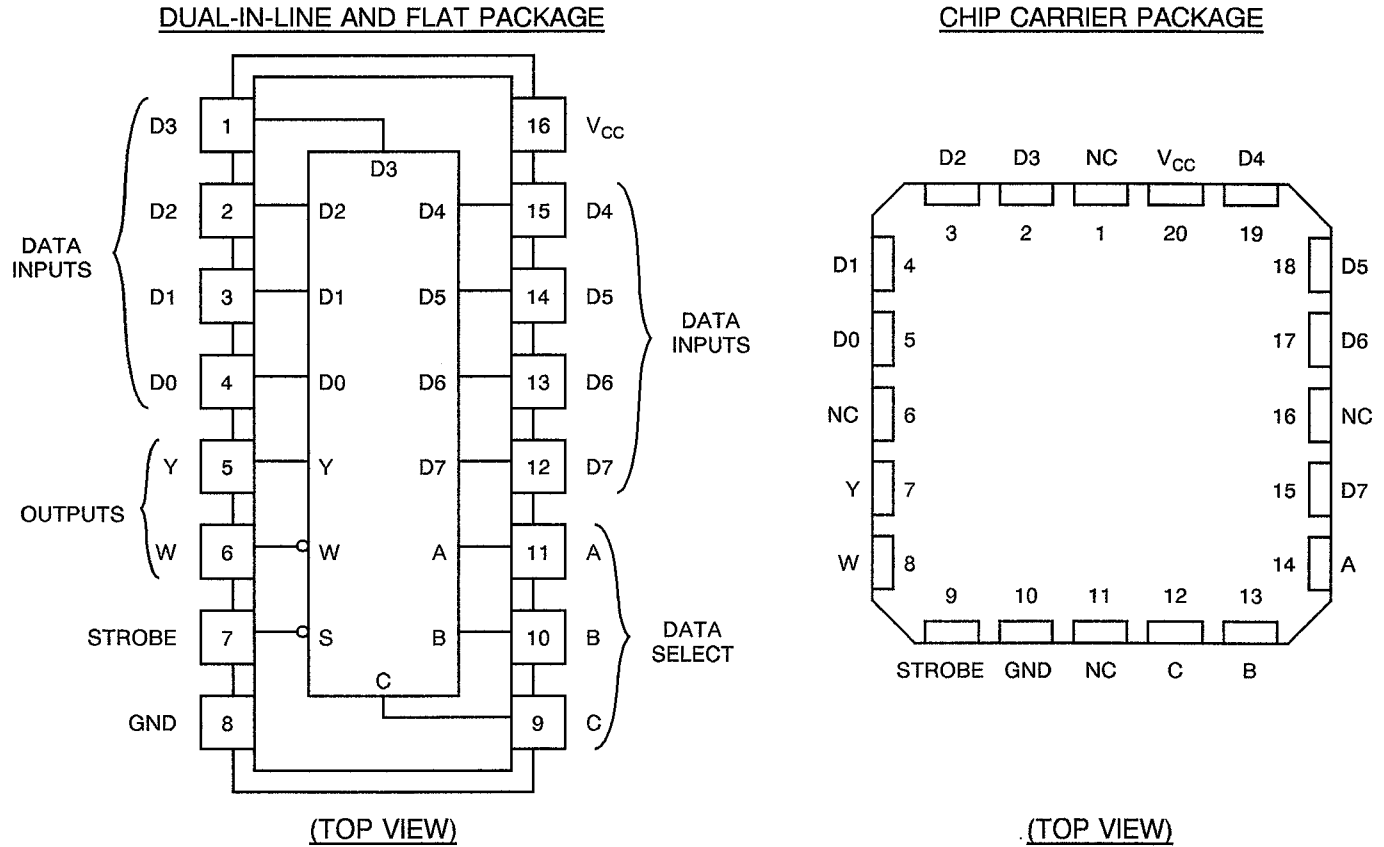 DUAL-IN-LINE AND FLAT PACKAGE
D3 1 16 VCC
D3
D2 2 D2 D4 15 D4
DATA
INPUTS
D1 3 D1 D5 14 D5
DATA
INPUTS
D0 4 D0 D6 13 D6
Y 5 Y D7 12 D7
OUTPUTS
W 6 W A 11 A
STROBE 7 S B 10 B
DATA
SELECT
C
GND 8 9 C
(TOP VIEW)
CHIP CARRIER PACKAGE
D2 D3 NC VCC D4
3 2 1 20 19
D1 4 18 D5
D0 5 17 D6
NC 6 16 NC
Y 7 15 D7
W 8 14 A
9 10 11 12 13
STROBE GND NC C B
(TOP VIEW)